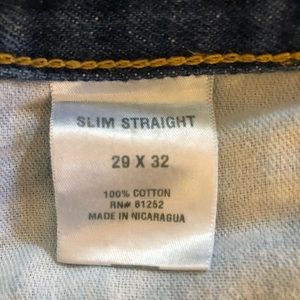 SLIM STRAIGHT
29 X 32
100% COTTON
RN# 61252
MADE IN NICARAGUA